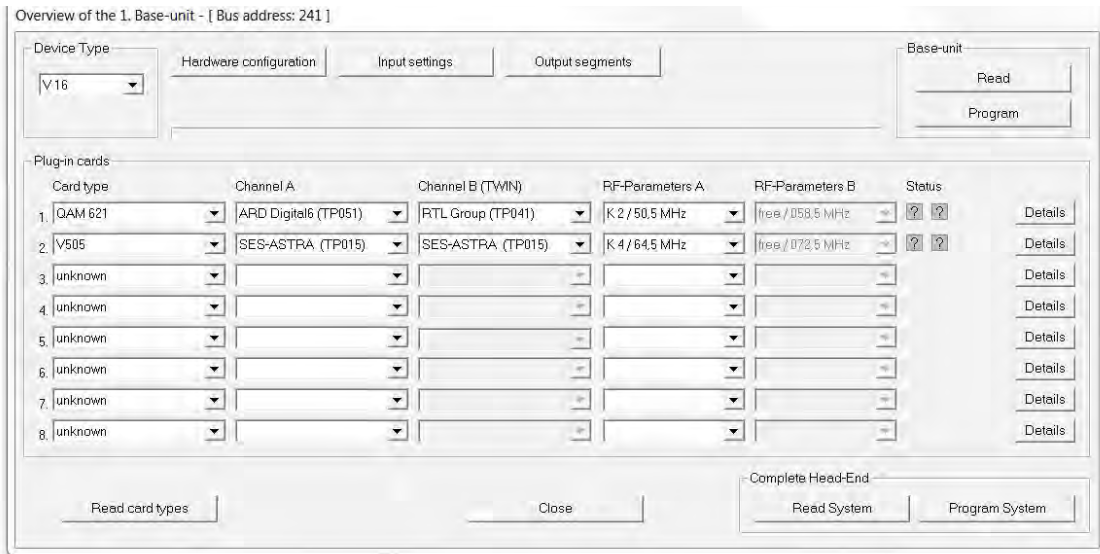 Overview of the 1. Base-unit - [ Bus address: 241 ]
Device Type
Base-unit
Hardware configuration Input settings Output segments
V 16
Read
Program
Plug-in cards
Card type Channel A Channel B (TWIN) RF-Parameters A RF-Parameters B Status
1. QAM 621 ARD Digital6 (TP051) RTL Group (TP041) K 2 / 50,5 MHz free / 058,5 MHz ? ? Details
2. V505 SES-ASTRA (TP015) SES-ASTRA (TP015) K 4 / 64,5 MHz free / 072,5 MHz ? ? Details
3. unknown Details
4. unknown Details
5. unknown Details
6. unknown Details
7. unknown Details
8. unknown Details
Complete Head-End
Read card types Close Read System Program System